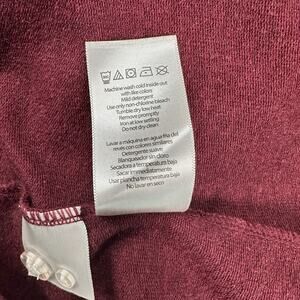 Machine wash cold inside out
with like colors
Mild detergent
Use only non-chlorine bleach
Tumble dry low heat
Remove promptly
Iron at low setting
Do not dry clean
Lavar a máquina en agua fría del
revés con colores similares
Detergente suave
Blanqueador sin cloro
Secadora a temperatura baja
Saque inmediatamente
Use plancha temperatura baja
No lavar en seco